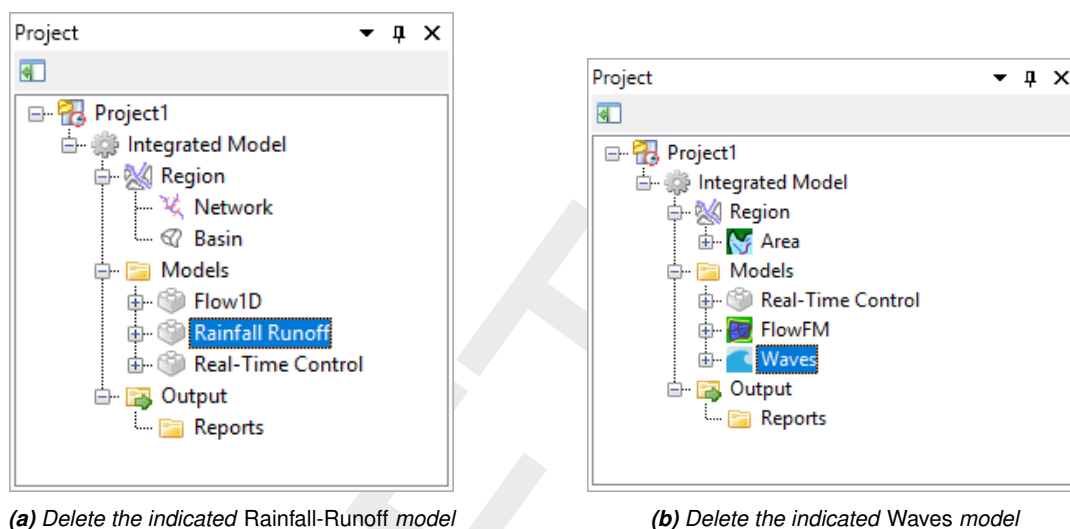 Project
Project1
Integrated Model
Region
Network
Basin
Models
Flow1D
Rainfall Runoff
Real-Time Control
Output
Reports
(a) Delete the indicated Rainfall-Runoff model
Project
Project1
Integrated Model
Region
Area
Models
Real-Time Control
FlowFM
Waves
Output
Reports
(b) Delete the indicated Waves model